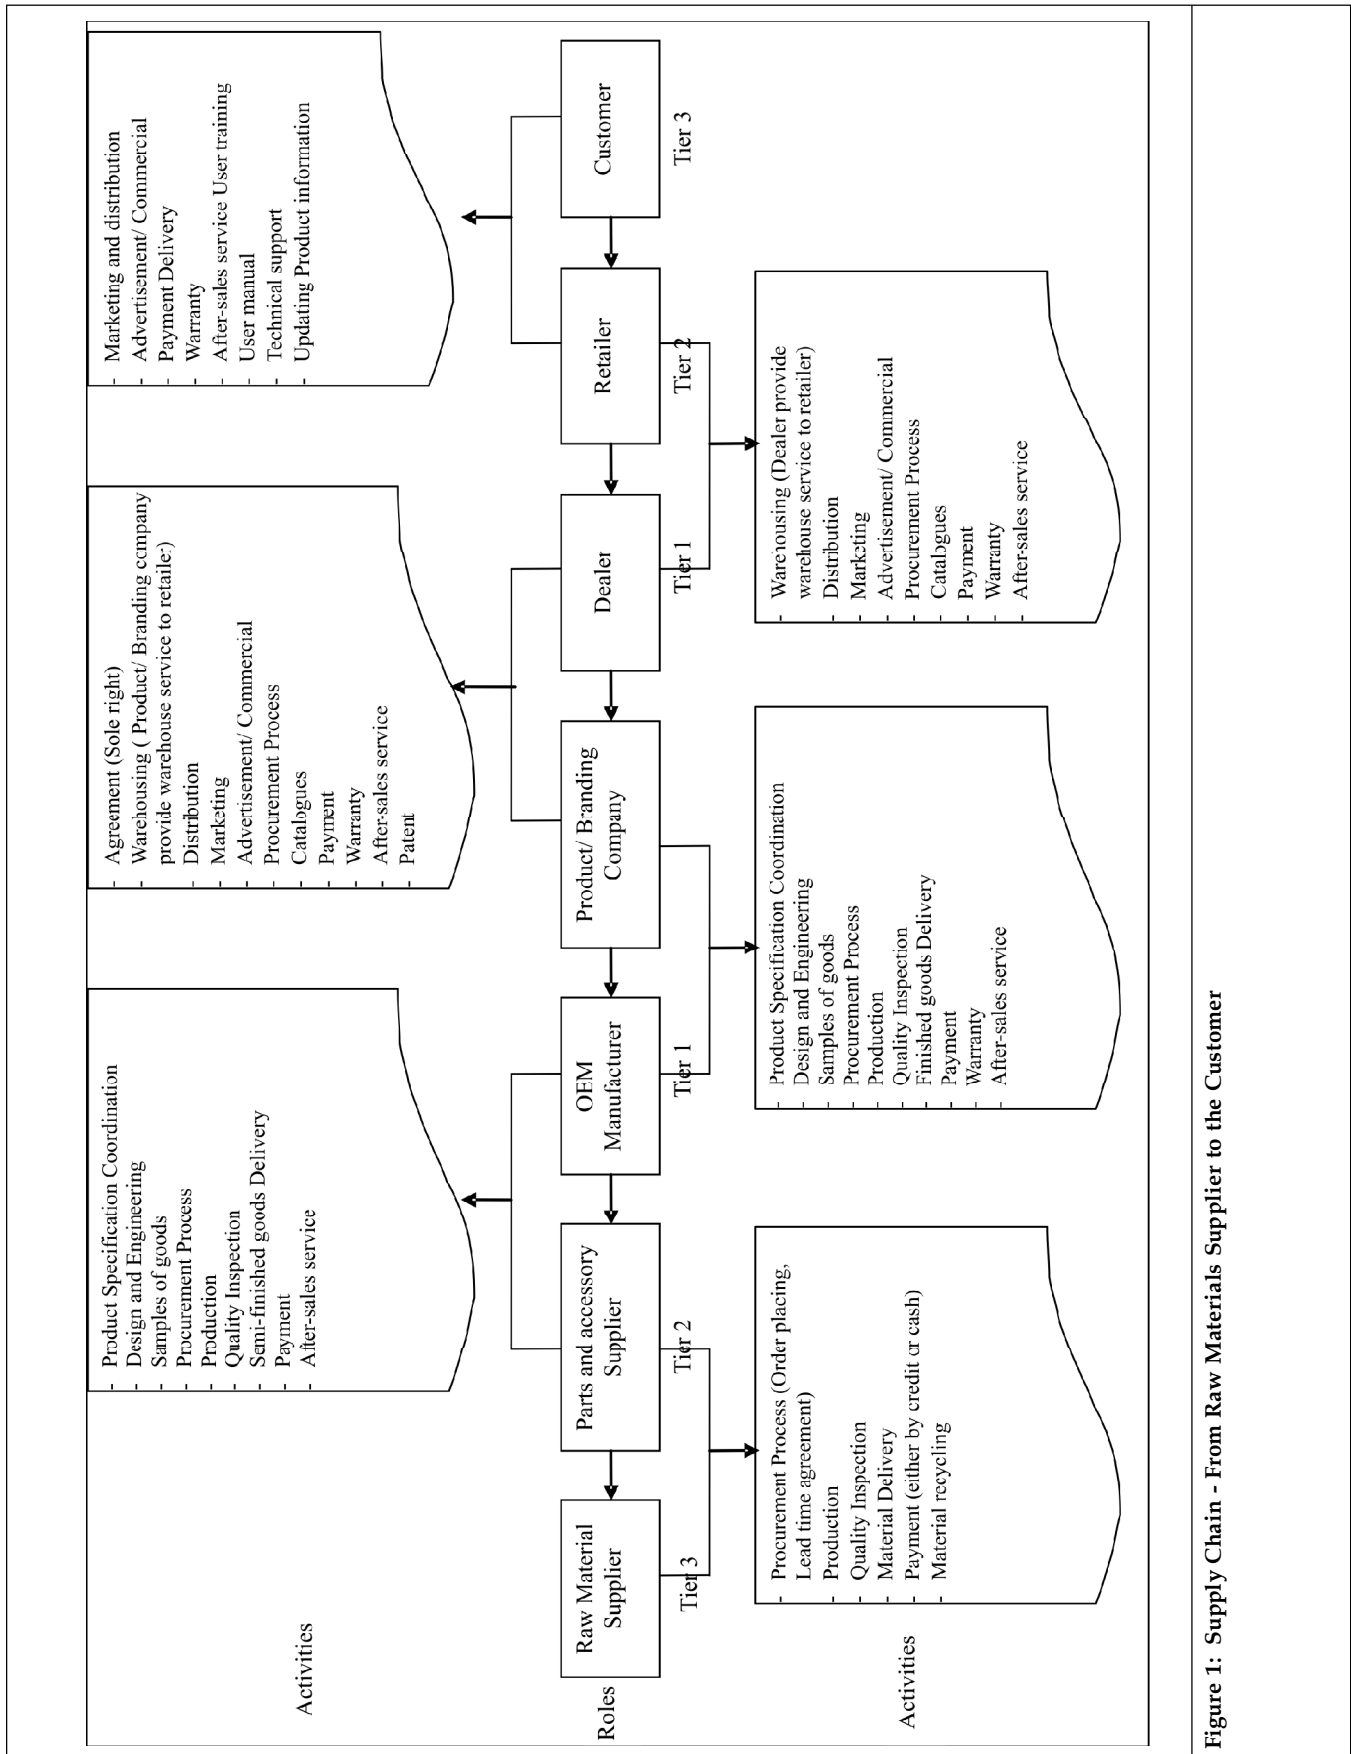 Activities
- Product Specification Coordination
- Design and Engineering
- Samples of goods
- Procurement Process
- Production
- Quality Inspection
- Semi-finished goods Delivery
- Payment
- After-sales service
- Agreement (Sole right)
- Warehousing ( Product/ Branding company
provide warehouse service to retailer)
- Distribution
- Marketing
- Advertisement/ Commercial
- Procurement Process
- Catalogues
- Payment
- Warranty
- After-sales service
- Patent
- Marketing and distribution
- Advertisement/ Commercial
- Payment Delivery
- Warranty
- After-sales service User training
- User manual
- Technical support
- Updating Product information
Roles
Raw Material
Supplier
Parts and accessory
Supplier
OEM
Manufacturer
Product/ Branding
Company
Dealer
Retailer
Customer
Tier 3
Tier 2
Tier 1
Tier 1
Tier 2
Tier 3
Activities
- Procurement Process (Order placing,
Lead time agreement)
- Production
- Quality Inspection
- Material Delivery
- Payment (either by credit or cash)
- Material recycling
- Product Specification Coordination
- Design and Engineering
- Samples of goods
- Procurement Process
- Production
- Quality Inspection
- Finished goods Delivery
- Payment
- Warranty
- After-sales service
- Warehousing (Dealer provide
warehouse service to retailer)
- Distribution
- Marketing
- Advertisement/ Commercial
- Procurement Process
- Catalogues
- Payment
- Warranty
- After-sales service
Figure 1: Supply Chain - From Raw Materials Supplier to the Customer